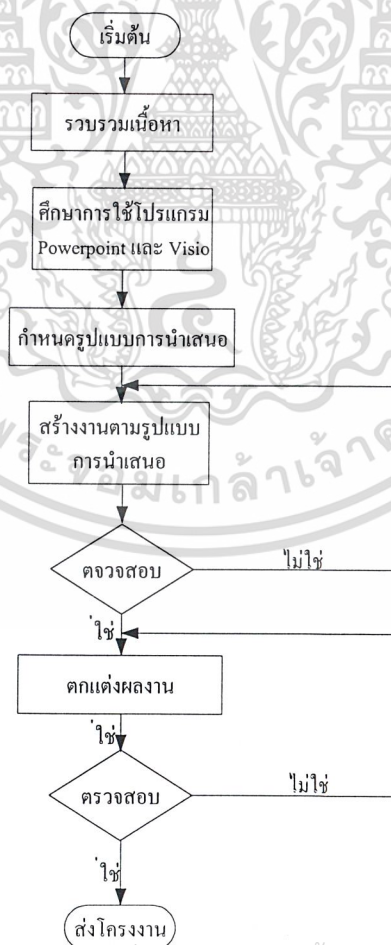 เริ่มต้น
รวบรวมเนื้อหา
ศึกษาการใช้โปรแกรม
Powerpoint และ Visio
กำหนดรูปแบบการนำเสนอ
สร้างงานตามรูปแบบ
การนำเสนอ
ตจวจสอบ
ไม่ใช่
ใช่
ตกแต่งผลงาน
ใช่
ตรวจสอบ
ไม่ใช่
ใช่
ส่งโครงงาน